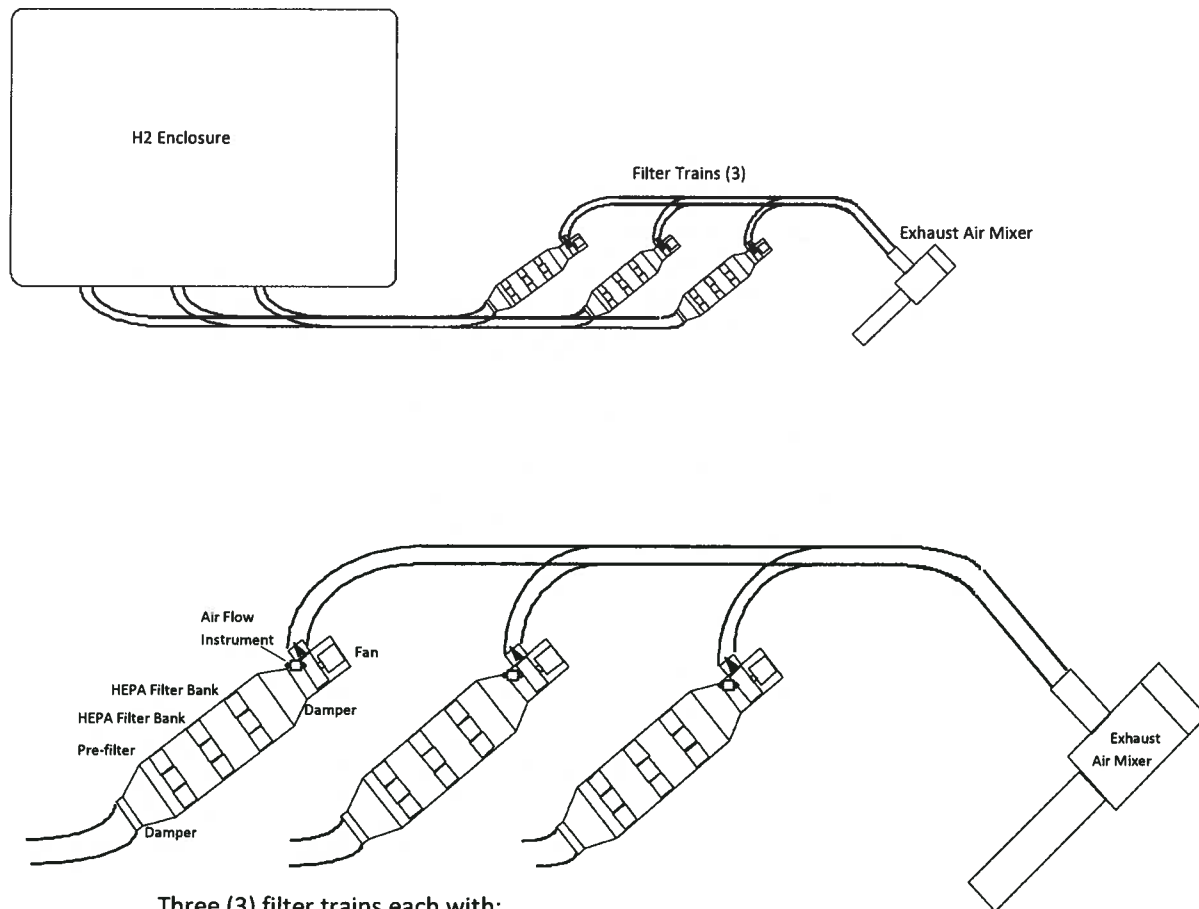 H2 Enclosure
Filter Trains (3)
Exhaust Air Mixer
Air Flow
Instrument
Fan
HEPA Filter Bank
Damper
HEPA Filter Bank
Pre-filter
Exhaust
Air Mixer
Damper
Three (3) filter trains each with: